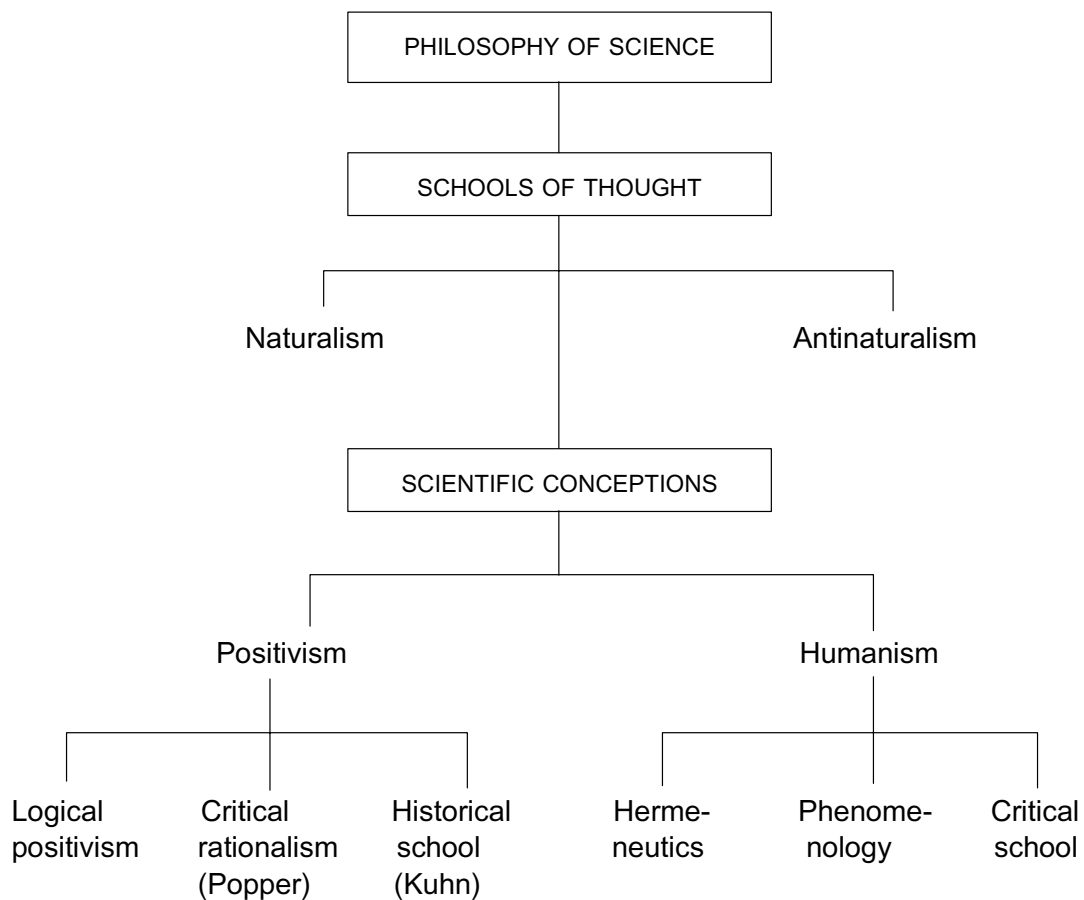 PHILOSOPHY OF SCIENCE
SCHOOLS OF THOUGHT
Naturalism
Antinaturalism
SCIENTIFIC CONCEPTIONS
Positivism
Humanism
Logical
positivism
Critical
rationalism
(Popper)
Historical
school
(Kuhn)
Herme-
neutics
Phenome-
nology
Critical
school